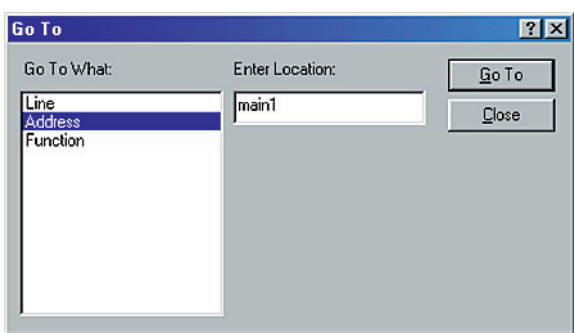 Go To
? X
Go To What:
Enter Location:
Go To
Line
main1
Address
Close
Function